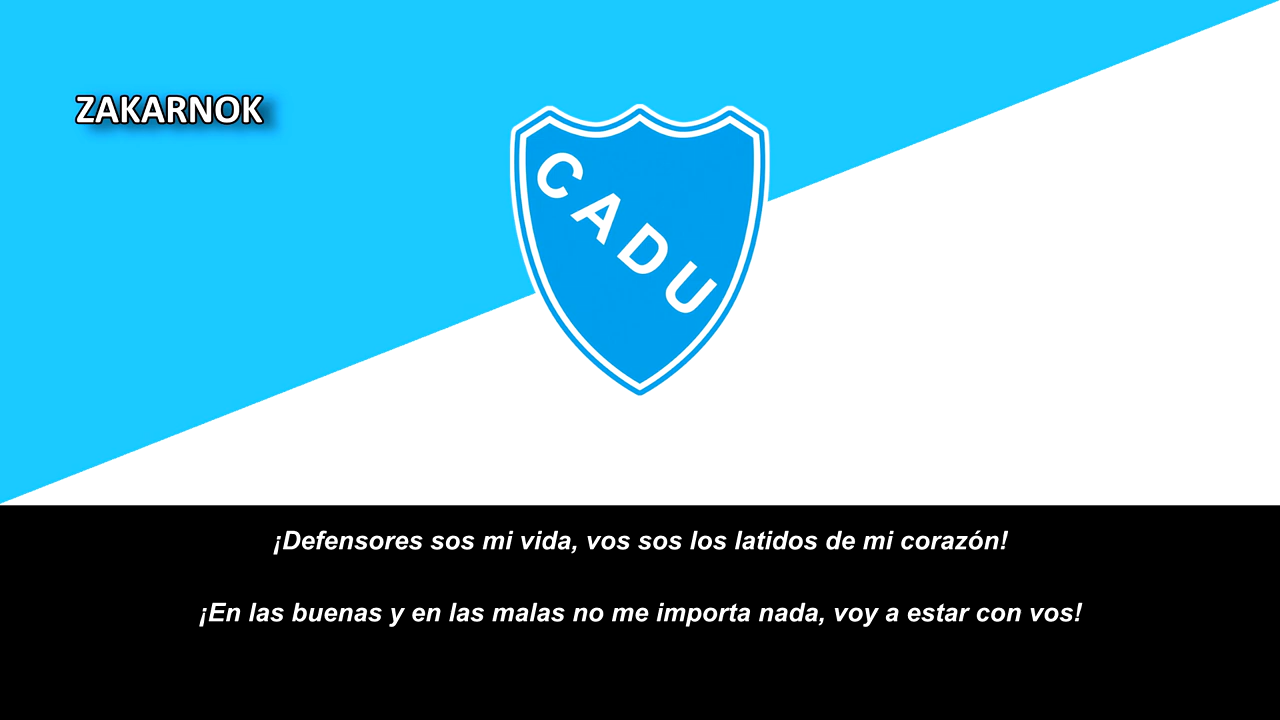 ZAKARNOK
CADU
¡Defensores sos mi vida, vos sos los latidos de mi corazón!
¡En las buenas y en las malas no me importa nada, voy a estar con vos!